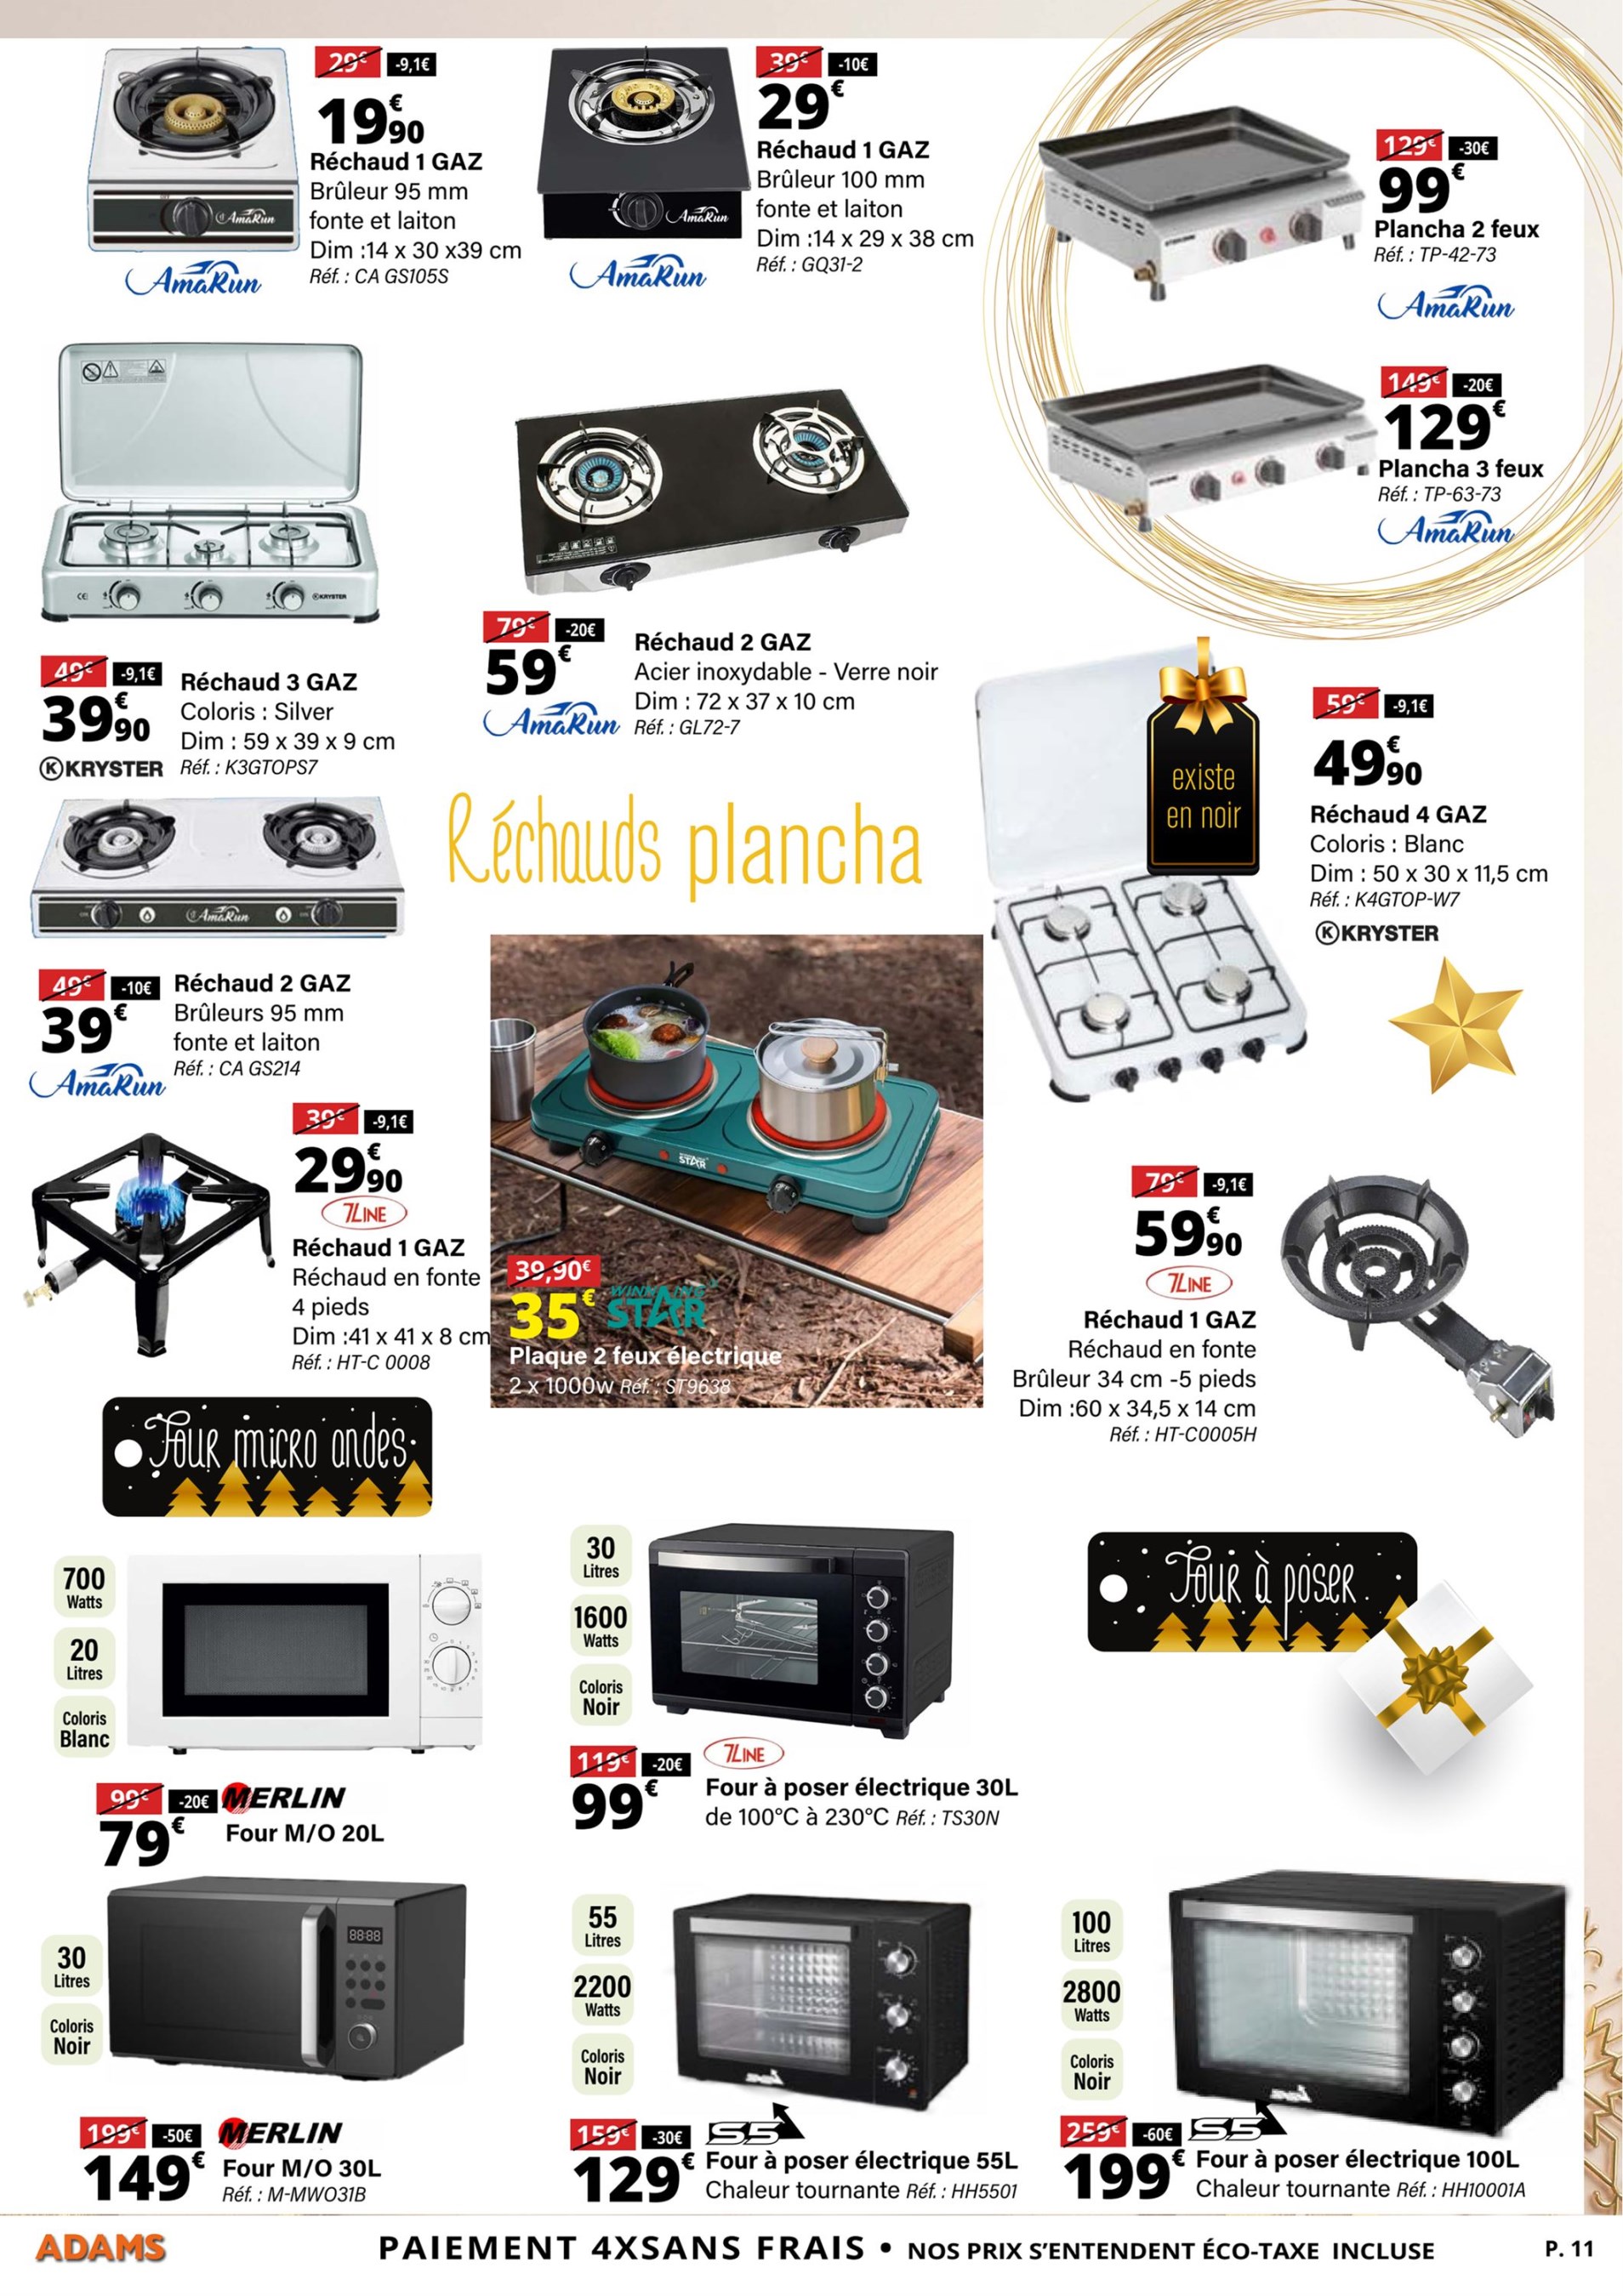 29€ -9,1€
19€90
Réchaud 1 GAZ
Brûleur 95 mm
fonte et laiton
Dim :14 x 30 x39 cm
Réf. : CA GS105S
AmaRun
AmaRun
39€ -10€
29€
Réchaud 1 GAZ
Brûleur 100 mm
fonte et laiton
Dim :14 x 29 x 38 cm
Réf. : GQ31-2
AmaRun
AmaRun
129€ -30€
99€
Plancha 2 feux
Réf. : TP-42-73
AmaRun
149€ -20€
129€
Plancha 3 feux
Réf. : TP-63-73
AmaRun
CE KRYSTER
49€ -9,1€
39€90
KRYSTER
Réchaud 3 GAZ
Coloris : Silver
Dim : 59 x 39 x 9 cm
Réf. : K3GTOPS7
79€ -20€
59€
AmaRun
Réchaud 2 GAZ
Acier inoxydable - Verre noir
Dim : 72 x 37 x 10 cm
Réf. : GL72-7
existe
en noir
59€ -9,1€
49€90
Réchaud 4 GAZ
Coloris : Blanc
Dim : 50 x 30 x 11,5 cm
Réf. : K4GTOP-W7
KRYSTER
Réchauds plancha
AmaRun
49€ -10€
39€
AmaRun
Réchaud 2 GAZ
Brûleurs 95 mm
fonte et laiton
Réf. : CA GS214
39€ -9,1€
29€90
7LINE
Réchaud 1 GAZ
Réchaud en fonte
4 pieds
Dim :41 x 41 x 8 cm
Réf. : HT-C 0008
STAR
39,90€
35€
WINNING STAR
Plaque 2 feux électrique
2 x 1000w Réf. : ST9638
79€ -9,1€
59€90
7LINE
Réchaud 1 GAZ
Réchaud en fonte
Brûleur 34 cm -5 pieds
Dim :60 x 34,5 x 14 cm
Réf. : HT-C0005H
Four micro ondes
700
Watts
20
Litres
Coloris
Blanc
99€ -20€
79€
MERLIN
Four M/O 20L
30
Litres
1600
Watts
Coloris
Noir
119€ -20€
99€
7LINE
Four à poser électrique 30L
de 100°C à 230°C Réf. : TS30N
Four à poser
30
Litres
Coloris
Noir
88:88
199€ -50€
149€
MERLIN
Four M/O 30L
Réf. : M-MWO31B
55
Litres
2200
Watts
Coloris
Noir
159€ -30€
129€
Four à poser électrique 55L
Chaleur tournante Réf. : HH5501
100
Litres
2800
Watts
Coloris
Noir
259€ -60€
199€
Four à poser électrique 100L
Chaleur tournante Réf. : HH10001A
ADAMS
PAIEMENT 4XSANS FRAIS • NOS PRIX S'ENTENDENT ÉCO-TAXE INCLUSE
P. 11